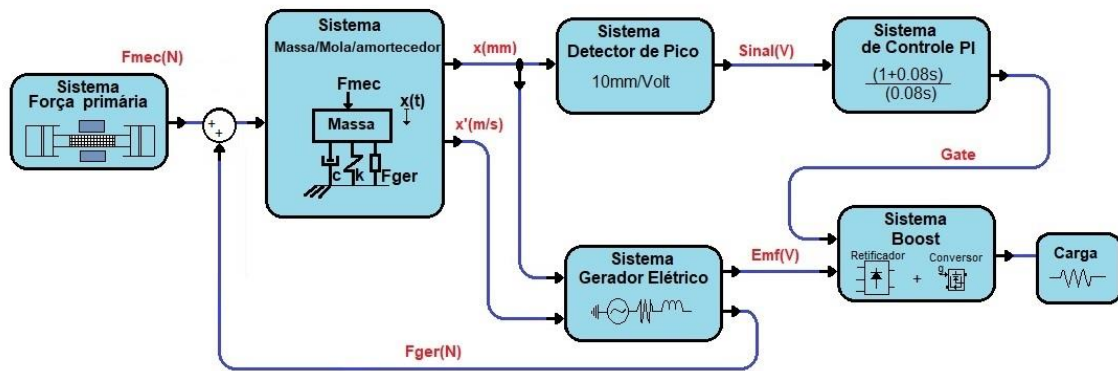 Fmec(N)
Sistema
Força primária
+
+
Sistema
Massa/Mola/amortecedor
Fmec
x(t)
Massa
c
k
Fger
x(mm)
x'(m/s)
Sistema
Detector de Pico
10mm/Volt
Sinal(V)
Sistema
de Controle PI
(1+0.08s)
(0.08s)
Gate
Sistema
Gerador Elétrico
Emf(V)
Fger(N)
Sistema
Boost
Retificador
+
Conversor
g
Carga